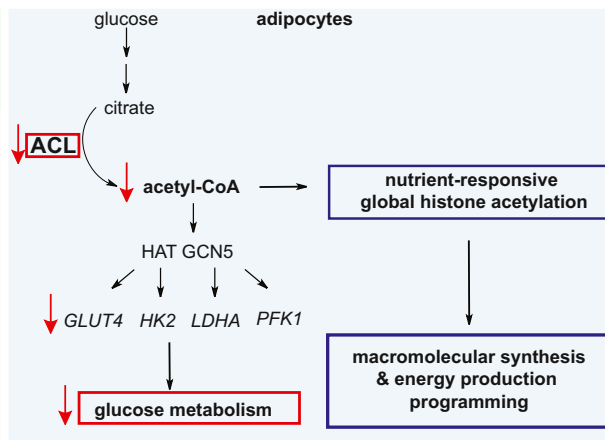 glucose
adipocytes
citrate
ACL
acetyl-CoA
nutrient-responsive
global histone acetylation
HAT GCN5
GLUT4 HK2 LDHA PFK1
macromolecular synthesis
& energy production
programming
glucose metabolism